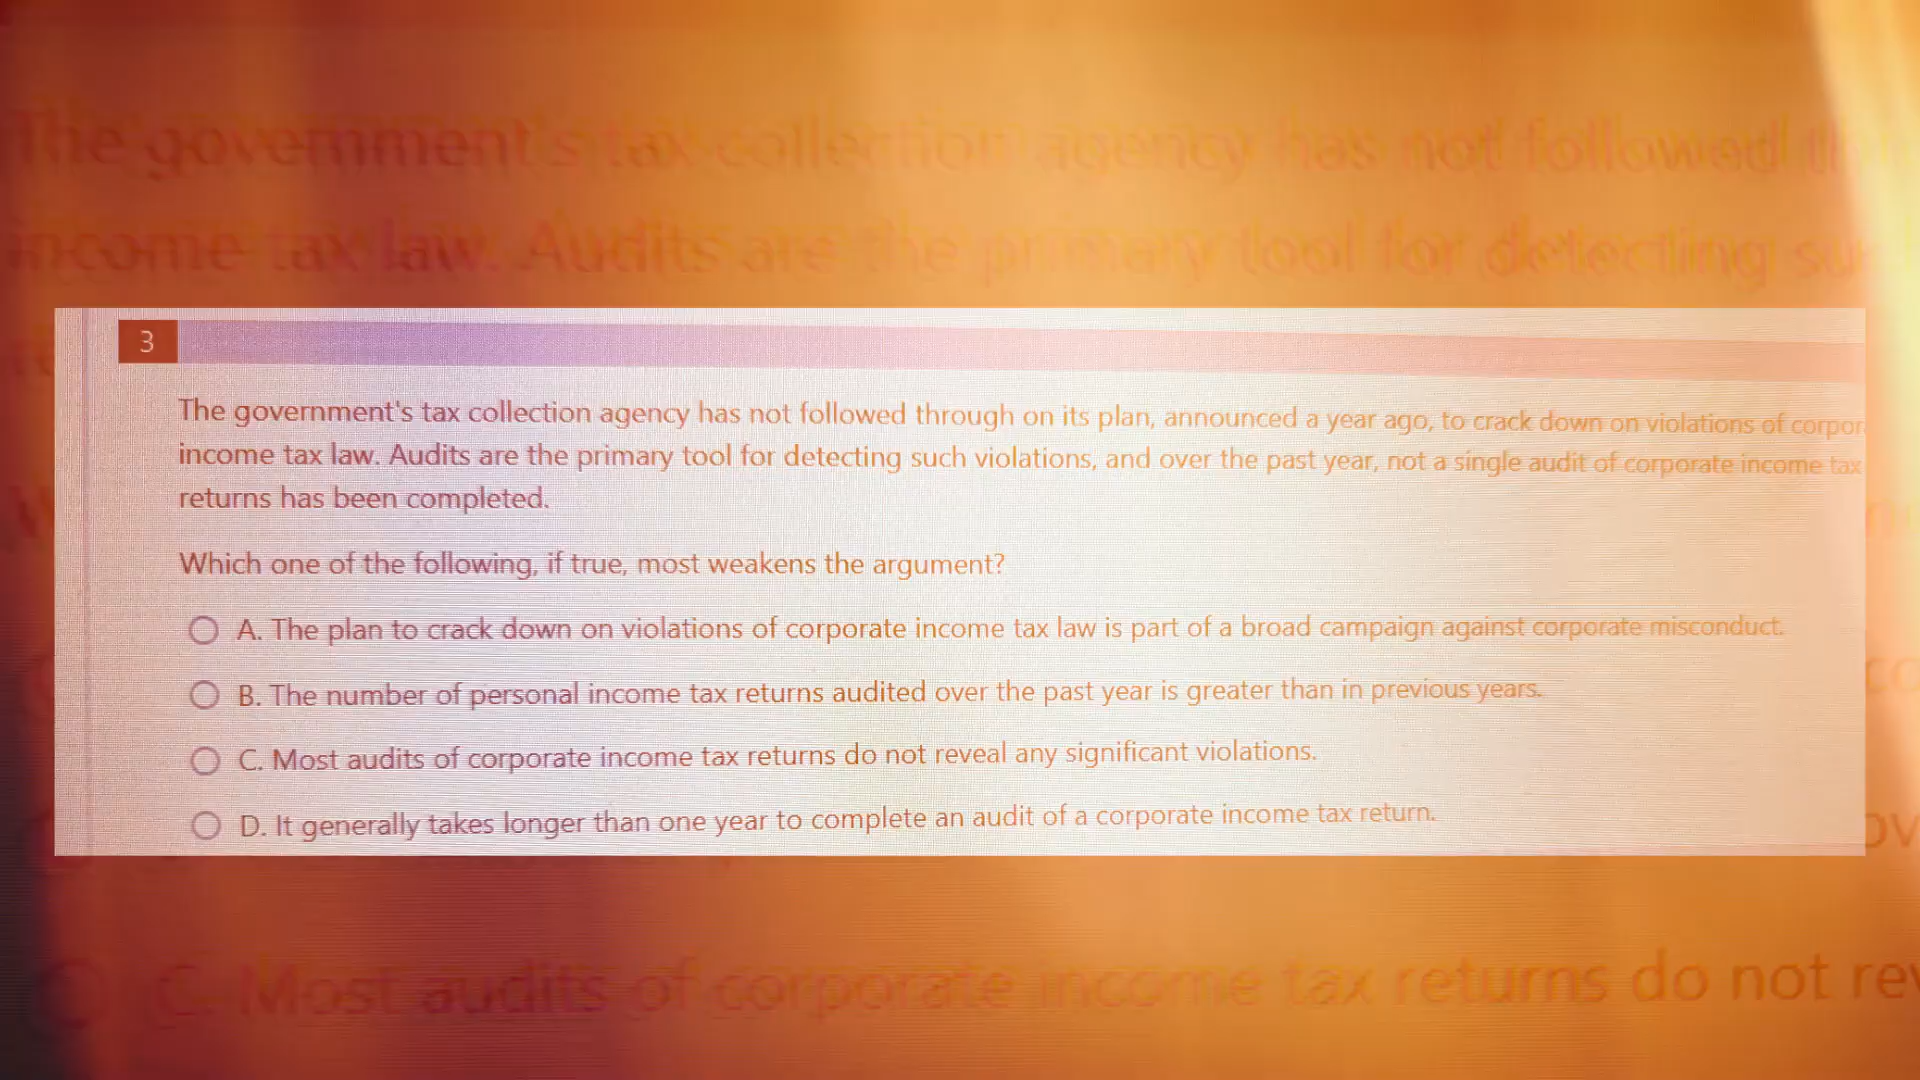 The government's tax collection agency has not followed
income tax law. Audits are the primary tool for detecting
3
The government's tax collection agency has not followed through on its plan, announced a year ago, to crack down on violations of corpor
income tax law. Audits are the primary tool for detecting such violations, and over the past year, not a single audit of corporate income tax
returns has been completed.
Which one of the following, if true, most weakens the argument?
A. The plan to crack down on violations of corporate income tax law is part of a broad campaign against corporate misconduct.
B. The number of personal income tax returns audited over the past year is greater than in previous years.
C. Most audits of corporate income tax returns do not reveal any significant violations.
D. It generally takes longer than one year to complete an audit of a corporate income tax return.
C. Most audits of corporate income tax returns do not rev